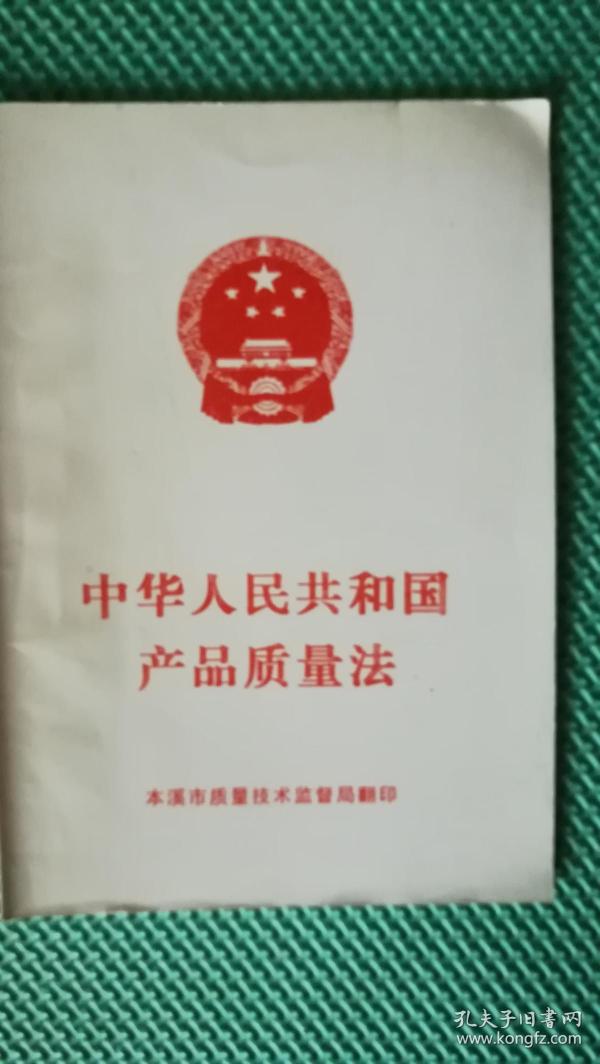 中华人民共和国
产品质量法
本溪市质量技术监督局翻印
孔夫子旧書网
www.kongfz.com